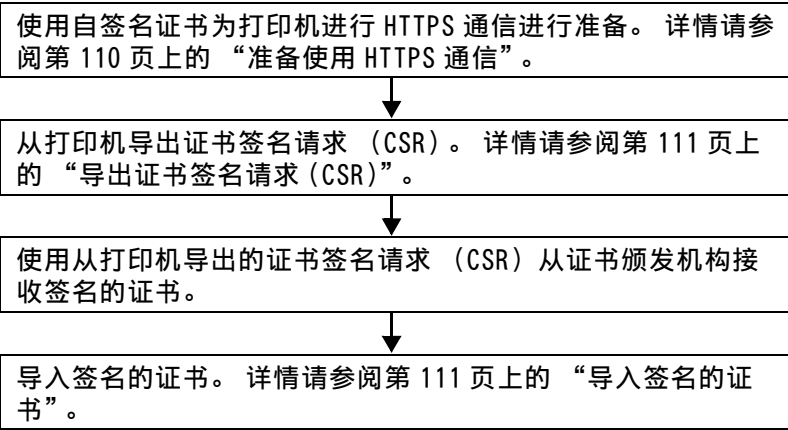 使用自签名证书为打印机进行 HTTPS 通信进行准备。 详情请参
阅第 110 页上的 “准备使用 HTTPS 通信”。
从打印机导出证书签名请求 （CSR）。 详情请参阅第 111 页上
的 “导出证书签名请求(CSR)”。
使用从打印机导出的证书签名请求 （CSR）从证书颁发机构接
收签名的证书。
导入签名的证书。 详情请参阅第 111 页上的 “导入签名的证
书”。